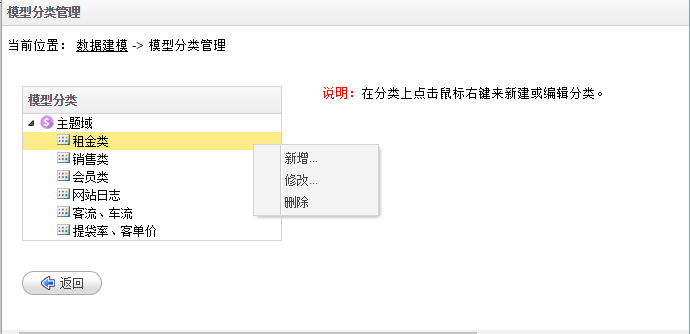 模型分类管理
当前位置： 数据建模 -> 模型分类管理
说明：在分类上点击鼠标右键来新建或编辑分类。
模型分类
主题域
租金类
销售类
会员类
网站日志
客流、车流
提袋率、客单价
新增...
修改...
删除
返回